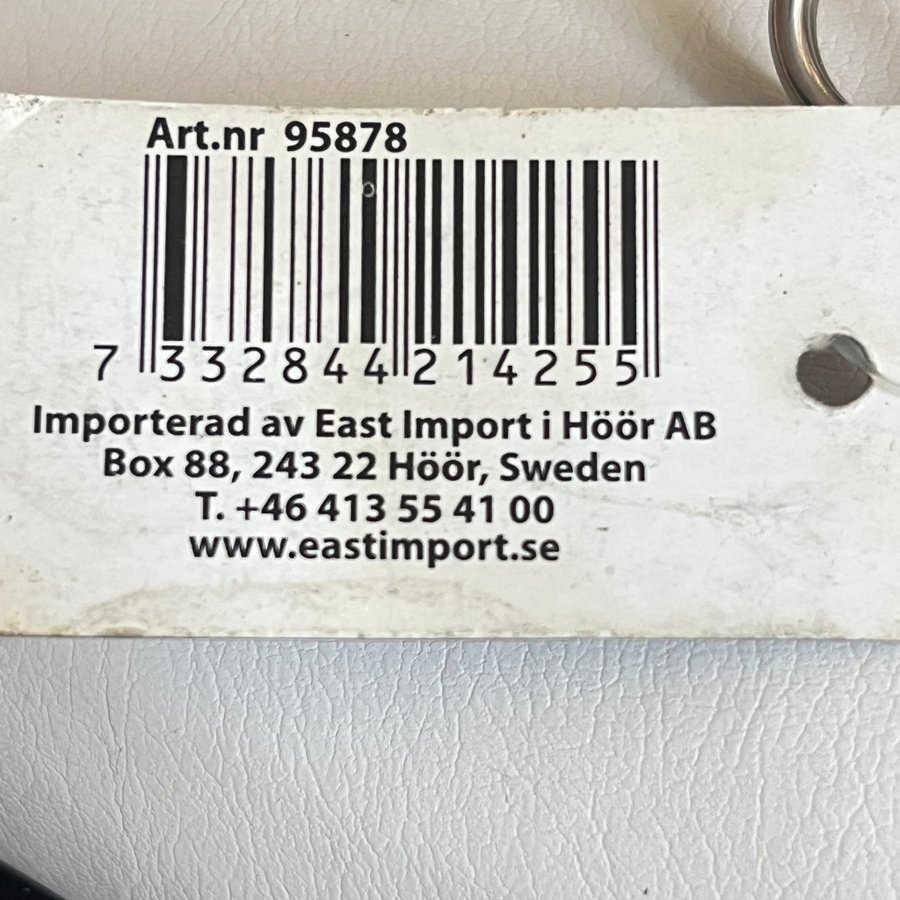 Art.nr 95878
7 332844 214255
Importerad av East Import i Höör AB
Box 88, 243 22 Höör, Sweden
T. +46 413 55 41 00
www.eastimport.se